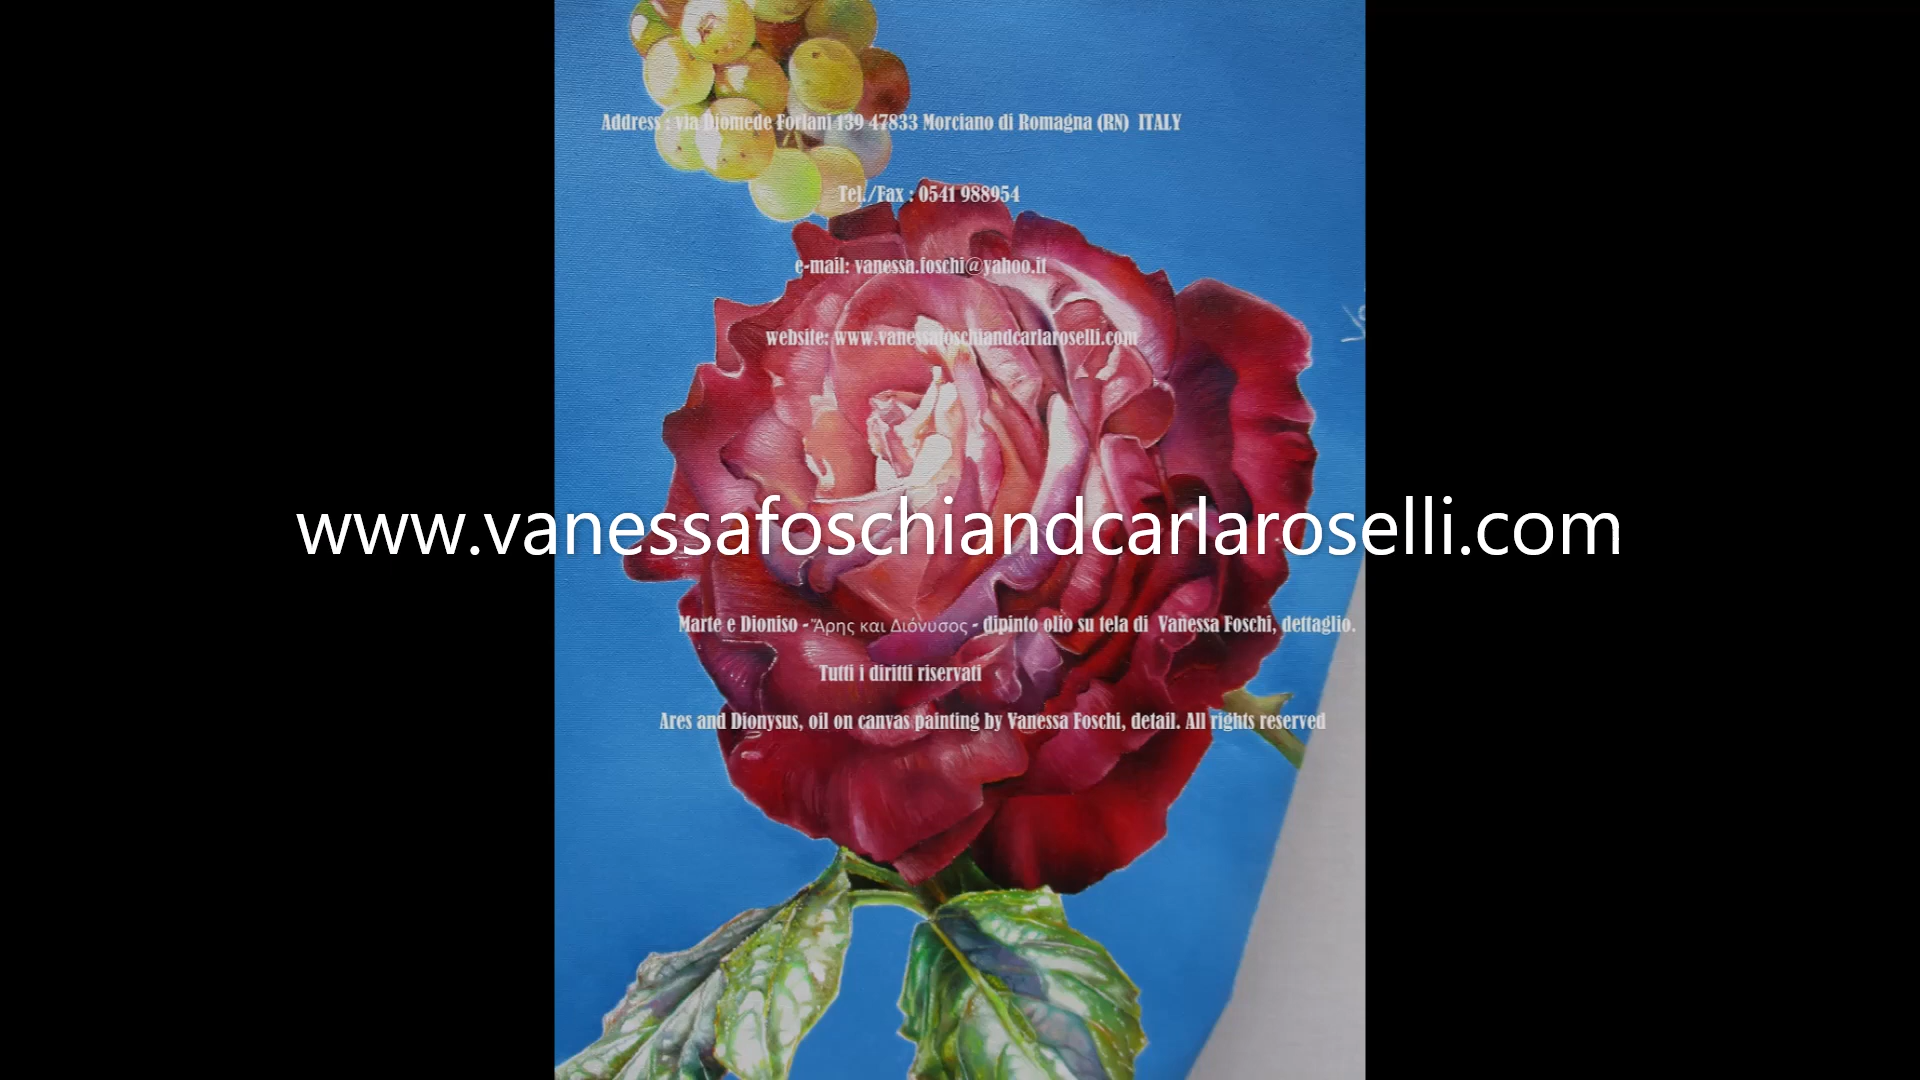 Address : via Diomede Forlani 139 47833 Morciano di Romagna (RN) ITALY
Tel./Fax : 0541 988954
e-mail: vanessa.foschi@yahoo.it
website: www.vanessafoschiandcarlaroselli.com
www.vanessafoschiandcarlaroselli.com
Marte e Dioniso - Ἄρης και Διόνυσος - dipinto olio su tela di Vanessa Foschi, dettaglio.
Tutti i diritti riservati
Ares and Dionysus, oil on canvas painting by Vanessa Foschi, detail. All rights reserved